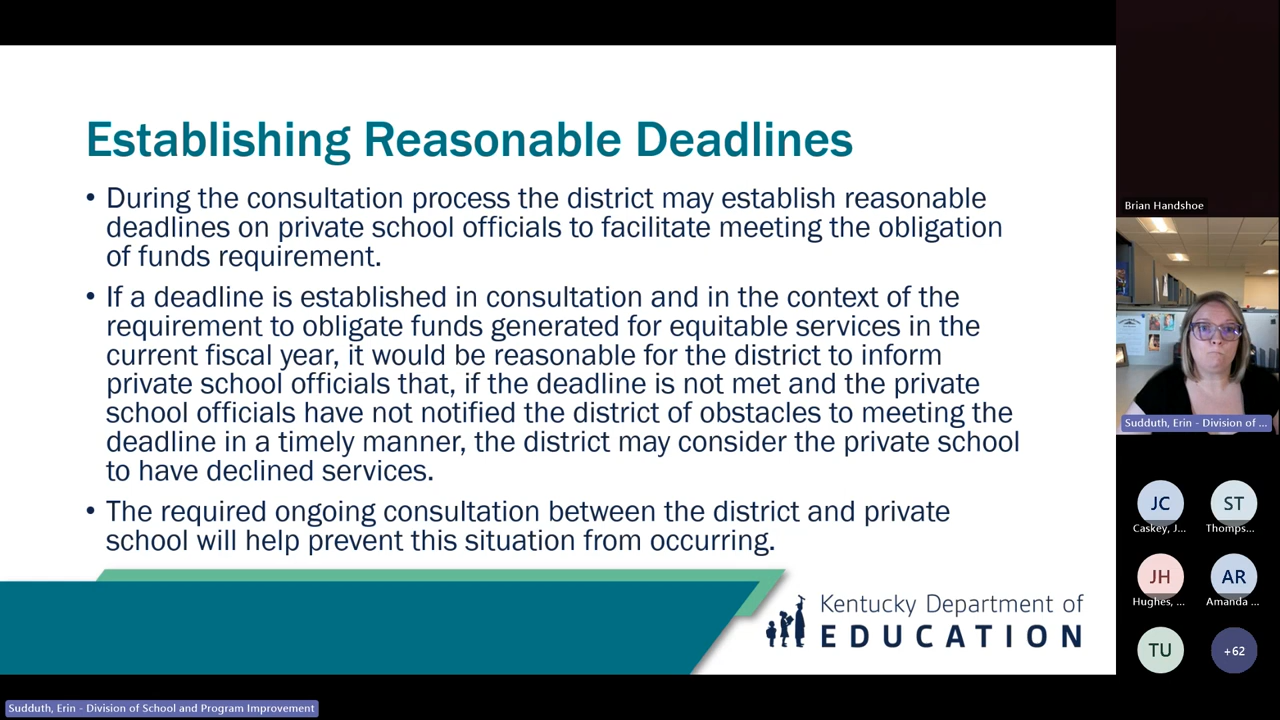 Establishing Reasonable Deadlines
• During the consultation process the district may establish reasonable
deadlines on private school officials to facilitate meeting the obligation
of funds requirement.
• If a deadline is established in consultation and in the context of the
requirement to obligate funds generated for equitable services in the
current fiscal year, it would be reasonable for the district to inform
private school officials that, if the deadline is not met and the private
school officials have not notified the district of obstacles to meeting the
deadline in a timely manner, the district may consider the private school
to have declined services.
• The required ongoing consultation between the district and private
school will help prevent this situation from occurring.
Kentucky Department of
EDUCATION
Brian Handshoe
Sudduth, Erin - Division of ...
JC
Caskey, J...
ST
Thomps...
JH
Hughes, ...
AR
Amanda ...
TU
+62
Sudduth, Erin - Division of School and Program Improvement